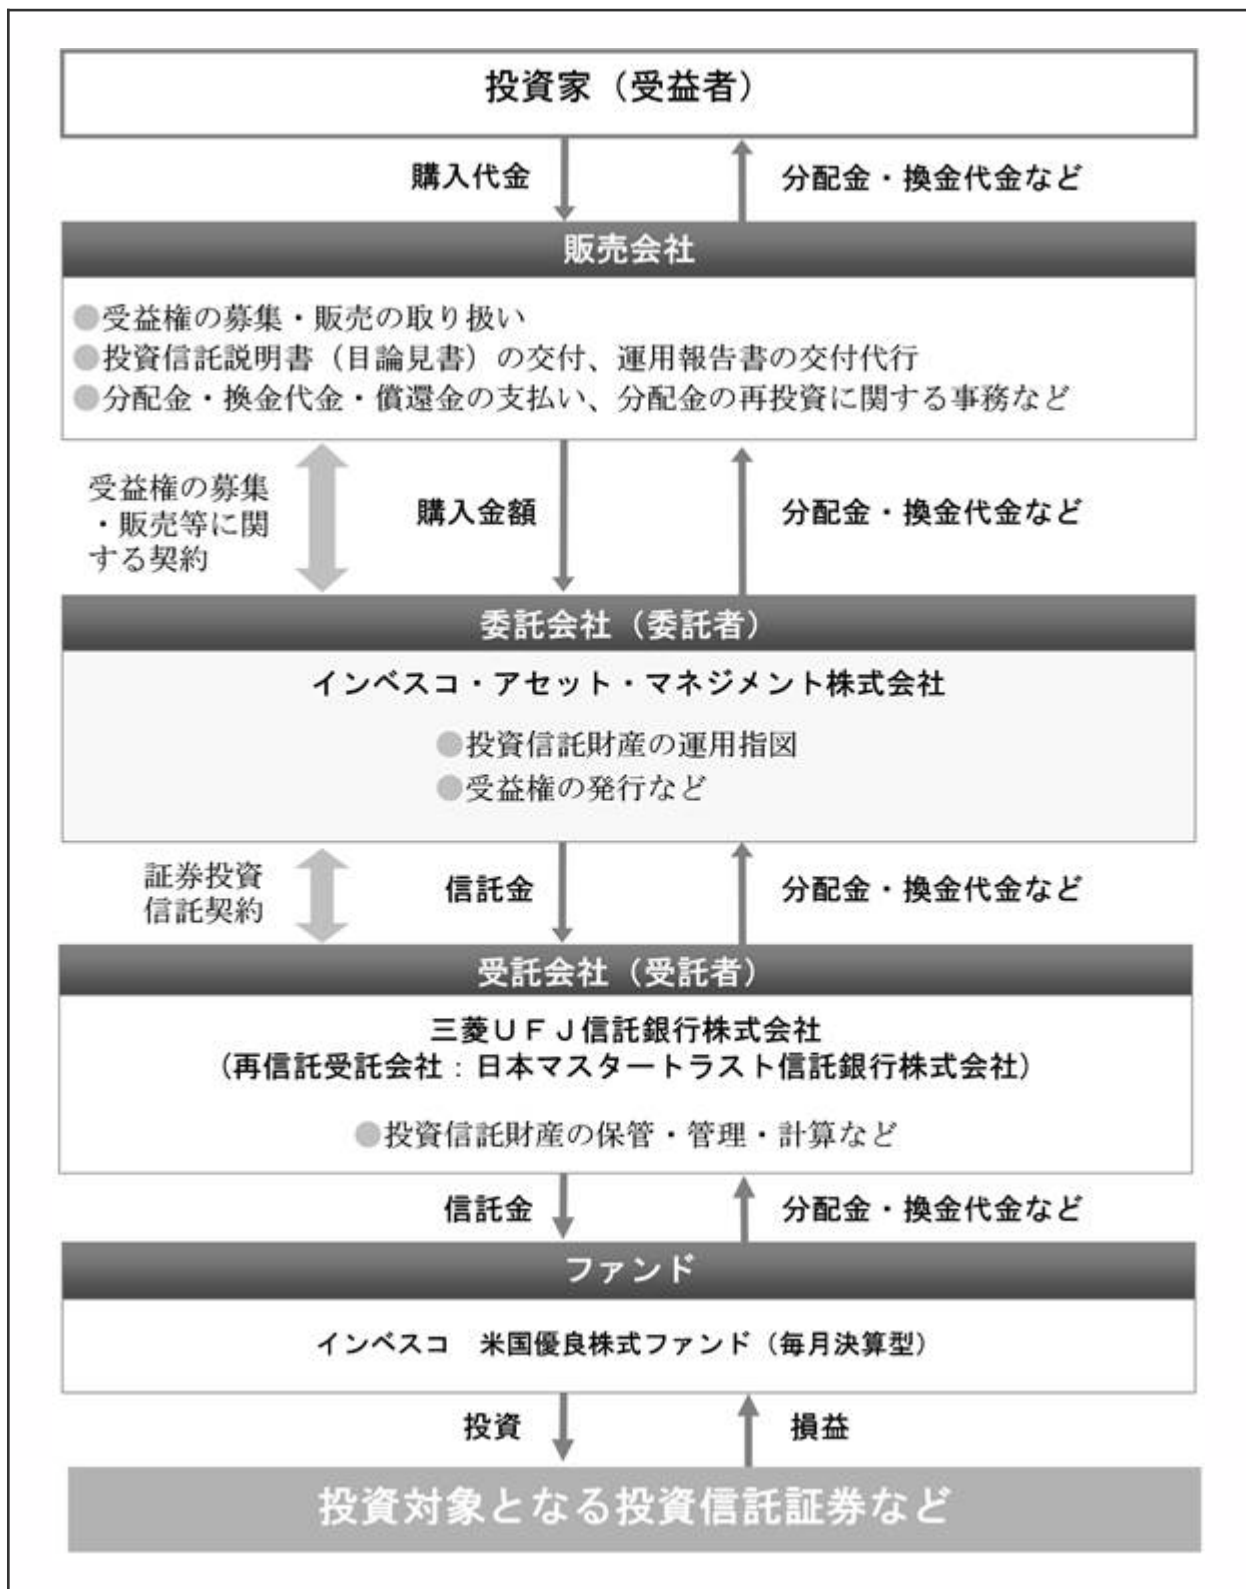 投資家（受益者）
購入代金
分配金・換金代金など
販売会社
●受益権の募集・販売の取り扱い
●投資信託説明書（目論見書）の交付、運用報告書の交付代行
●分配金・換金代金・償還金の支払い、分配金の再投資に関する事務など
受益権の募集
・販売等に関
する契約
購入金額
分配金・換金代金など
委託会社（委託者）
インベスコ・アセット・マネジメント株式会社
●投資信託財産の運用指図
●受益権の発行など
証券投資
信託契約
信託金
分配金・換金代金など
受託会社（受託者）
三菱ＵＦＪ信託銀行株式会社
（再信託受託会社：日本マスタートラスト信託銀行株式会社）
●投資信託財産の保管・管理・計算など
信託金
分配金・換金代金など
ファンド
インベスコ　米国優良株式ファンド（毎月決算型）
投資
損益
投資対象となる投資信託証券など